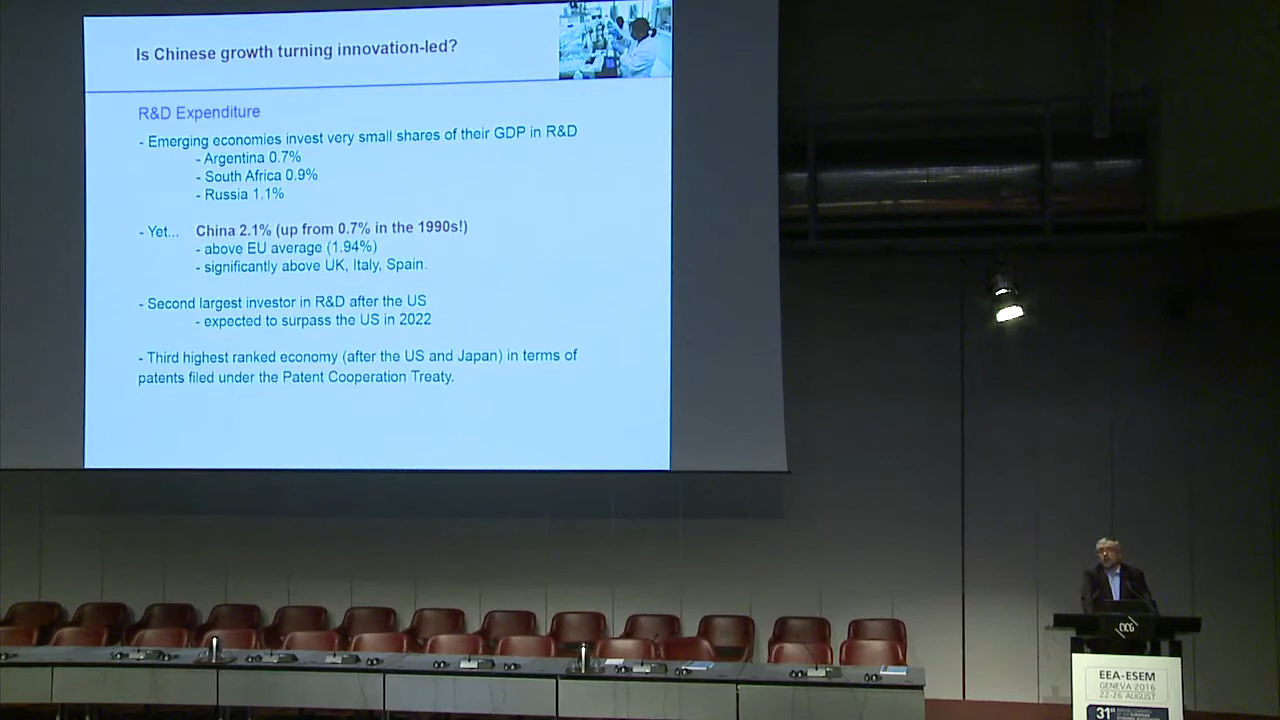 Is Chinese growth turning innovation-led?
R&D Expenditure
- Emerging economies invest very small shares of their GDP in R&D
- Argentina 0.7%
- South Africa 0.9%
- Russia 1.1%
- Yet... China 2.1% (up from 0.7% in the 1990s!)
- above EU average (1.94%)
- significantly above UK, Italy, Spain.
- Second largest investor in R&D after the US
- expected to surpass the US in 2022
- Third highest ranked economy (after the US and Japan) in terms of
patents filed under the Patent Cooperation Treaty.
CICG
EEA-ESEM
GENEVA 2016
22-26 AUGUST
31st